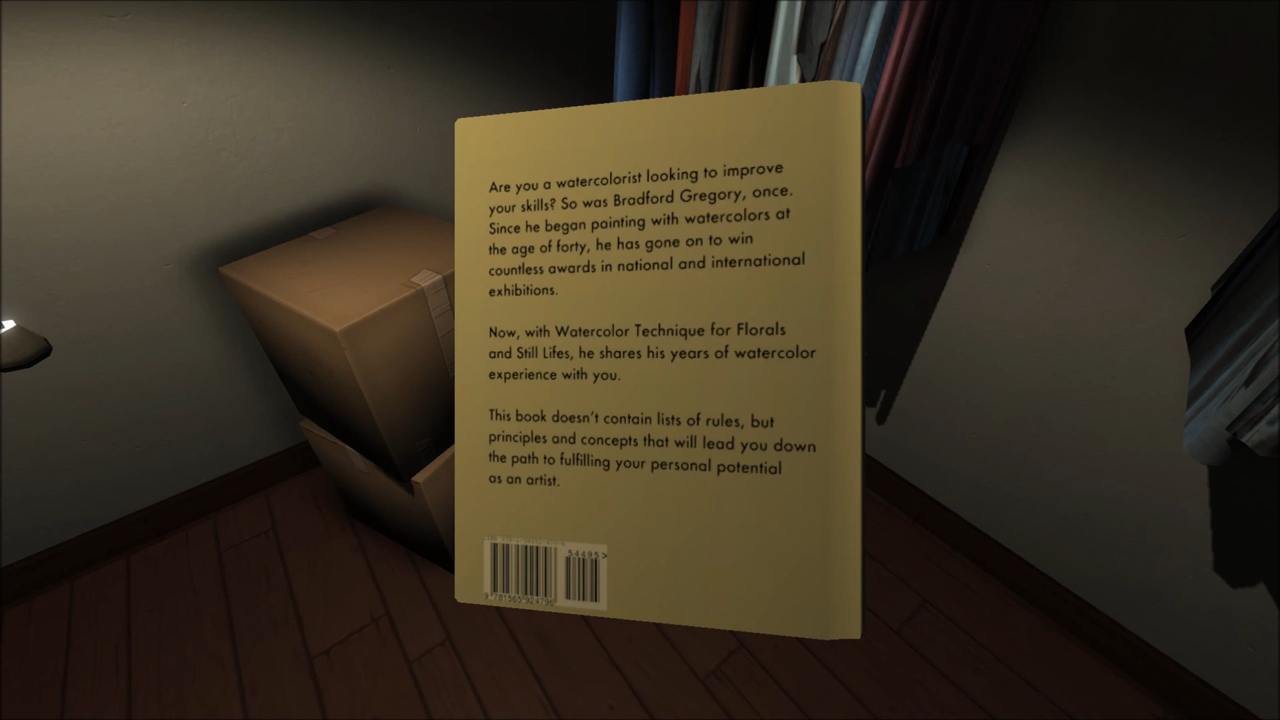 Are you a watercolorist looking to improve
your skills? So was Bradford Gregory, once.
Since he began painting with watercolors at
the age of forty, he has gone on to win
countless awards in national and international
exhibitions.
Now, with Watercolor Technique for Florals
and Still Lifes, he shares his years of watercolor
experience with you.
This book doesn't contain lists of rules, but
principles and concepts that will lead you down
the path to fulfilling your personal potential
as an artist.
54495>
9 781565 924796